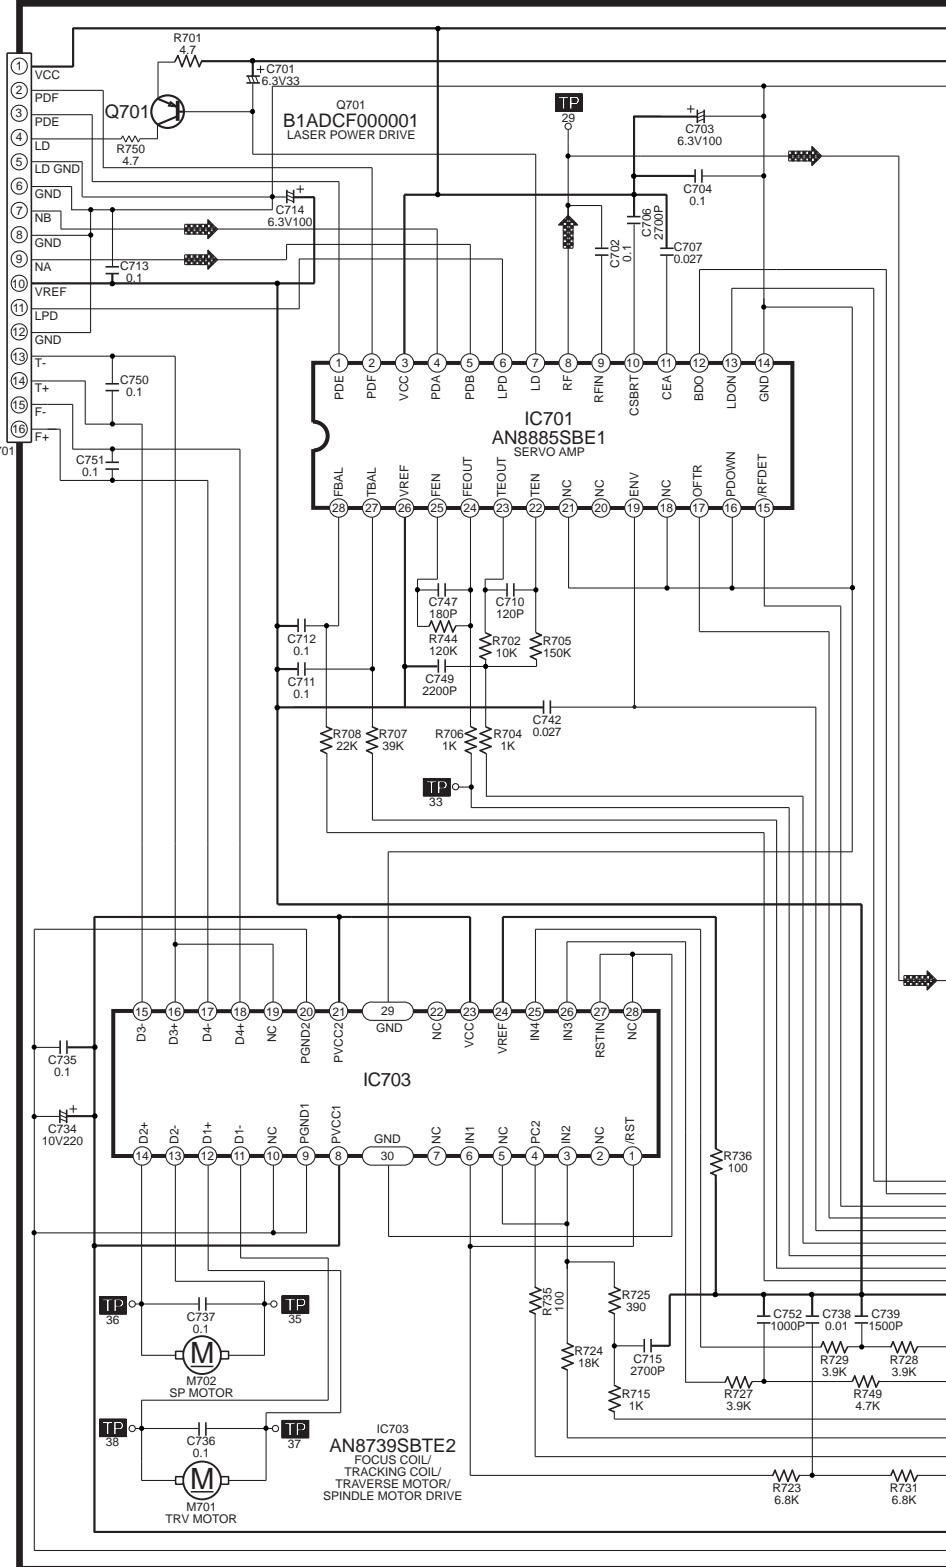 R701
4.7
+ C701
6.3V33
Q701
Q701
B1ADCF000001
LASER POWER DRIVE
R750
4.7
TP
29
+
C703
6.3V100
C704
0.1
1 VCC
2 PDF
3 PDE
4 LD
5 LD GND
6 GND
7 NB
8 GND
9 NA
10 VREF
11 LPD
12 GND
13 T-
14 T+
15 F-
16 F+
701
+
C714
6.3V100
C713
0.1
C702
0.1
C706
2700P
C707
0.027
C750
0.1
C751
0.1
1 2 3 4 5 6 7 8 9 10 11 12 13 14
PDE PDF VCC PDA PDB LPD LD RF RFIN CSBRT CEA BDO LDON GND
IC701
AN8885SBE1
SERVO AMP
FBAL TBAL VREF FEN FEOUT TEOUT TEN NC NC ENV NC OFTR PDOWN /RFDET
28 27 26 25 24 23 22 21 20 19 18 17 16 15
C747
180P
C710
120P
C712
0.1
R744
120K
R702
10K
R705
150K
C711
0.1
C749
2200P
C742
0.027
R708
22K
R707
39K
R706
1K
R704
1K
TP
33
15 16 17 18 19 20 21 29 22 23 24 25 26 27 28
D3- D3+ D4- D4+ NC PGND2 PVCC2 GND NC VCC VREF IN4 IN3 RSTIN NC
IC703
C735
0.1
+
C734
10V220
D2+ D2- D1+ D1- NC PGND1 PVCC1 GND NC IN1 NC PC2 IN2 NC /RST
14 13 12 11 10 9 8 30 7 6 5 4 3 2 1
R736
100
TP
36
C737
0.1
TP
35
M
M702
SP MOTOR
R735
100
R725
390
R724
18K
C715
2700P
R715
1K
C752
1000P
C738
0.01
C739
1500P
R729
3.9K
R728
3.9K
R727
3.9K
R749
4.7K
TP
38
C736
0.1
TP
37
M
M701
TRV MOTOR
IC703
AN8739SBTE2
FOCUS COIL/
TRACKING COIL/
TRAVERSE MOTOR/
SPINDLE MOTOR DRIVE
R723
6.8K
R731
6.8K